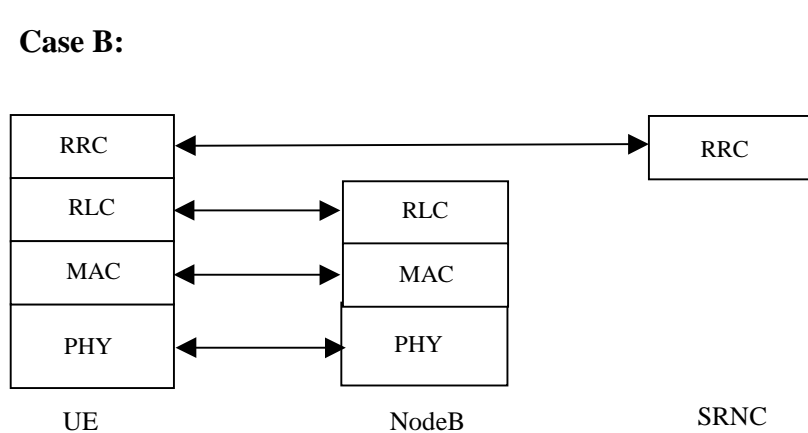 Case B:
RRC RRC
RLC RLC
MAC MAC
PHY PHY
UE NodeB SRNC